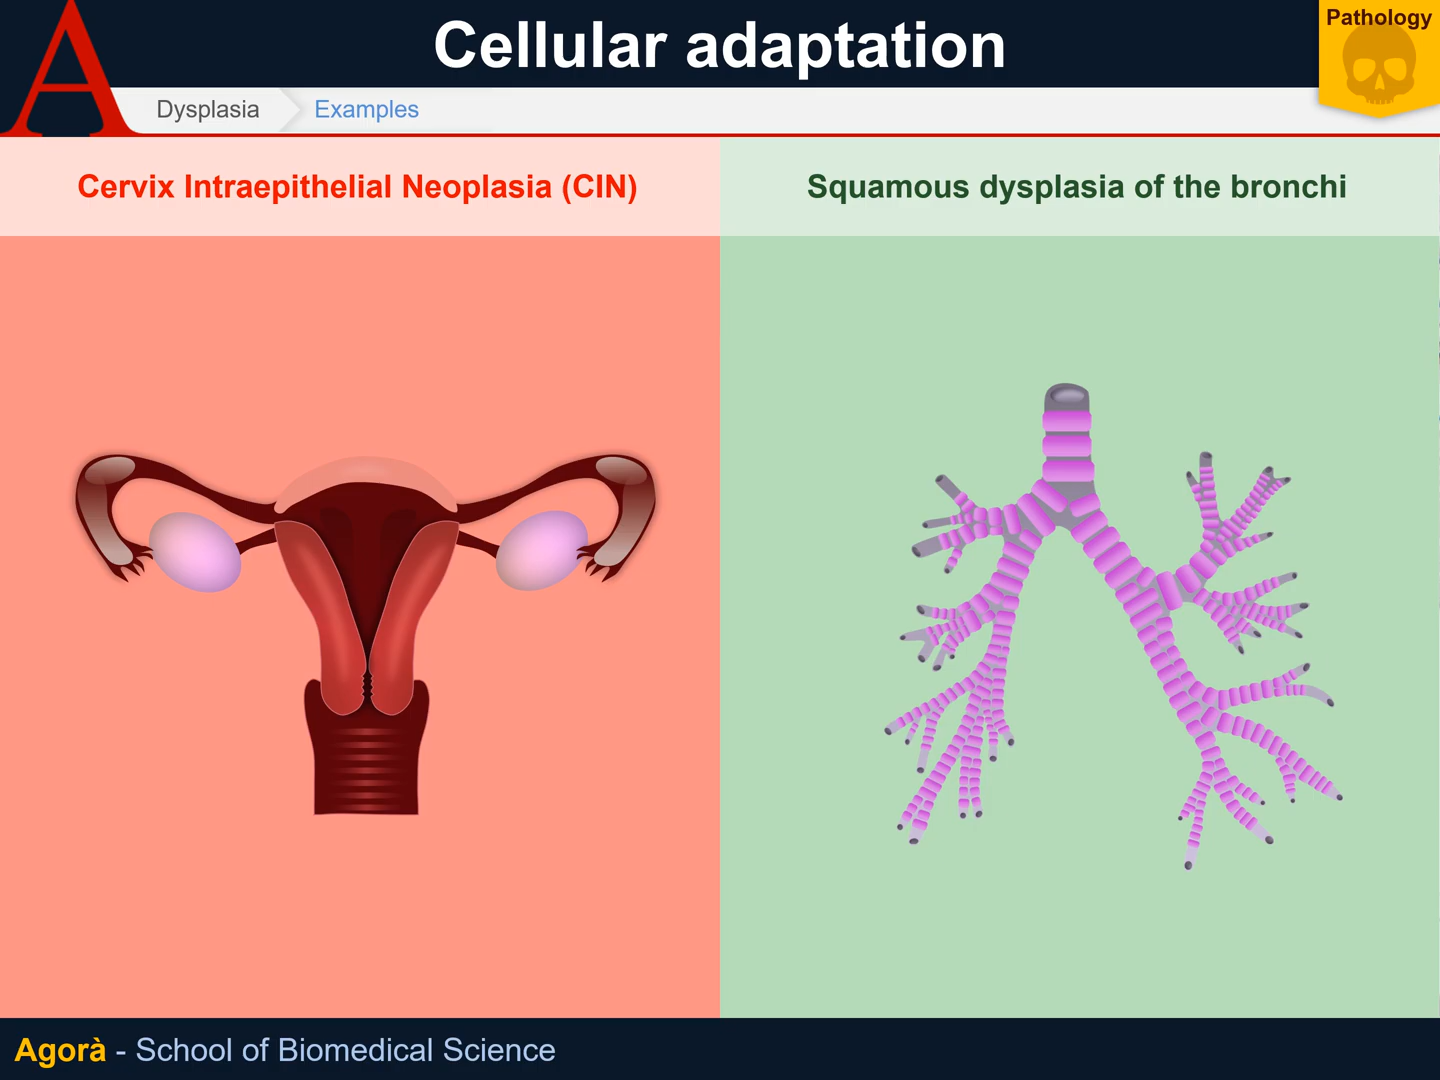 A
Cellular adaptation
Pathology
Dysplasia
Examples
Cervix Intraepithelial Neoplasia (CIN)
Squamous dysplasia of the bronchi
Agorà - School of Biomedical Science